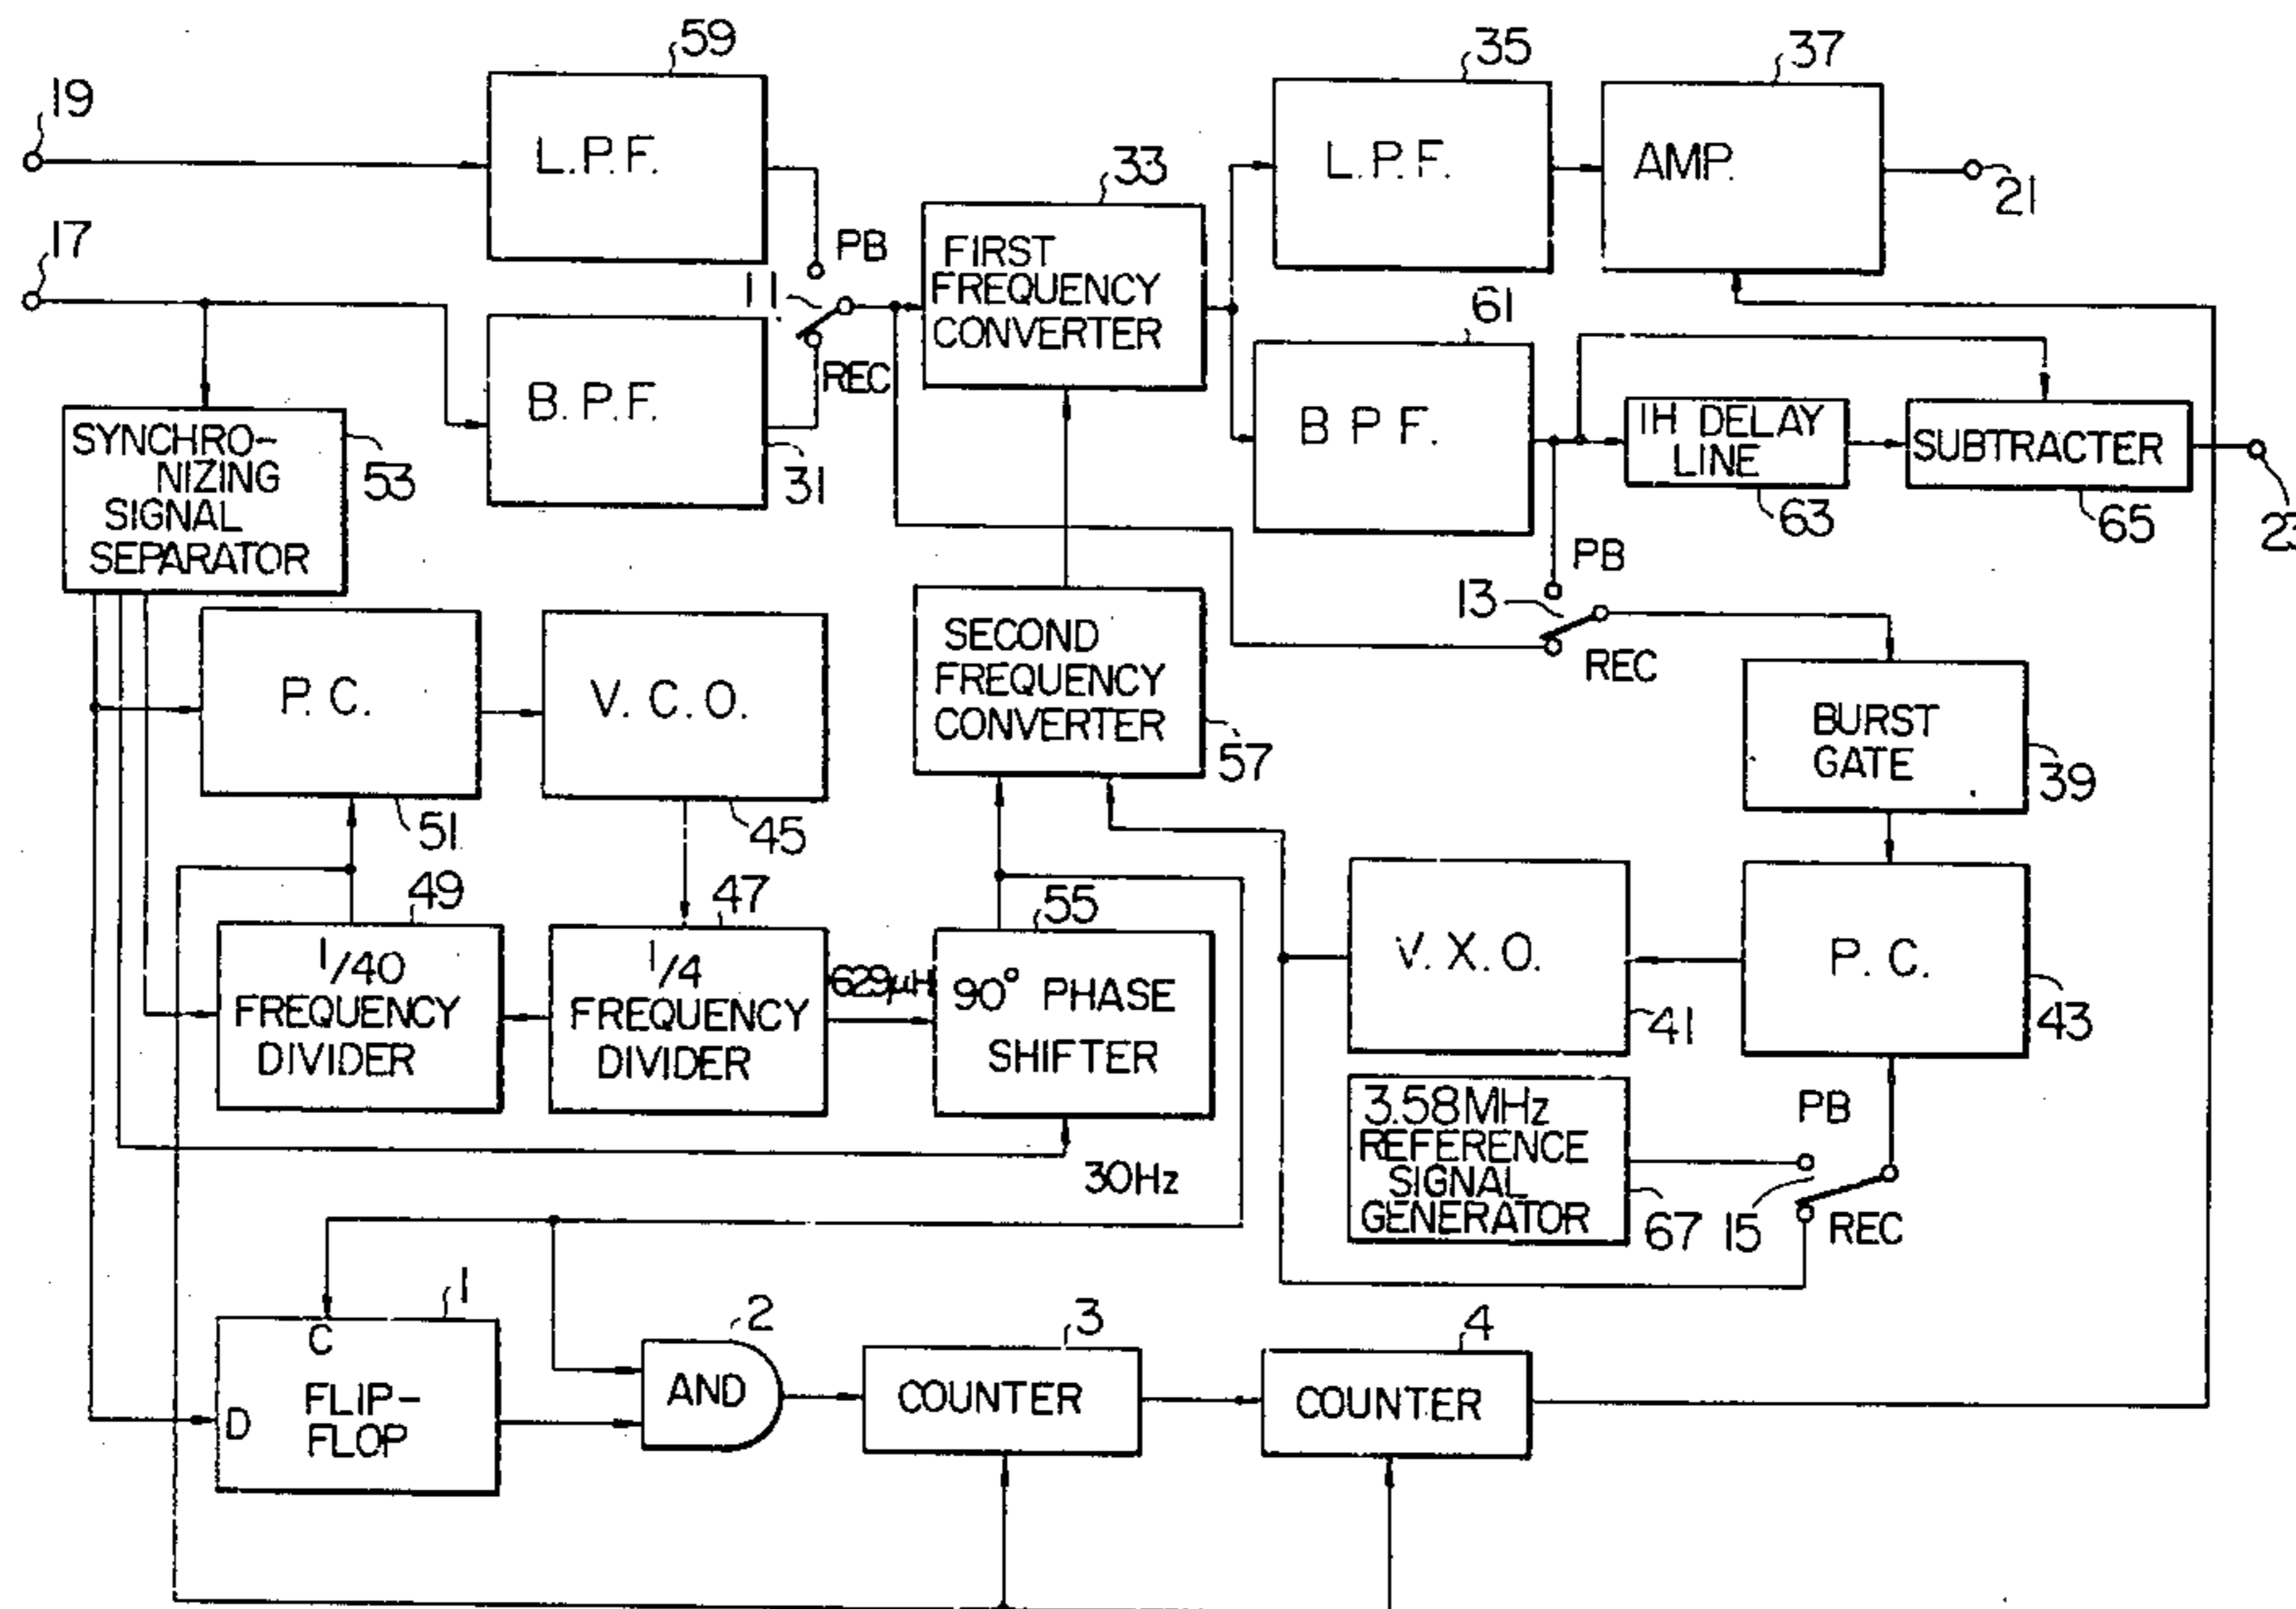 59
35
37
19
L.P.F.
L.P.F.
AMP.
33
21
17
PB
FIRST
FREQUENCY
CONVERTER
11
61
REC
B.P.F.
B.P.F.
1H DELAY
LINE
SUBTRACTER
SYNCHRO-
NIZING
SIGNAL
SEPARATOR
53
31
63
65
23
PB
13
REC
SECOND
FREQUENCY
CONVERTER
57
P.C.
V.C.O.
BURST
GATE
39
51
45
49
47
55
1/40
FREQUENCY
DIVIDER
1/4
FREQUENCY
DIVIDER
629μH
90° PHASE
SHIFTER
V.X.O.
41
P.C.
43
30Hz
3.58MHz
REFERENCE
SIGNAL
GENERATOR
67
PB
15
REC
1
C
D
FLIP-
FLOP
2
AND
3
COUNTER
4
COUNTER